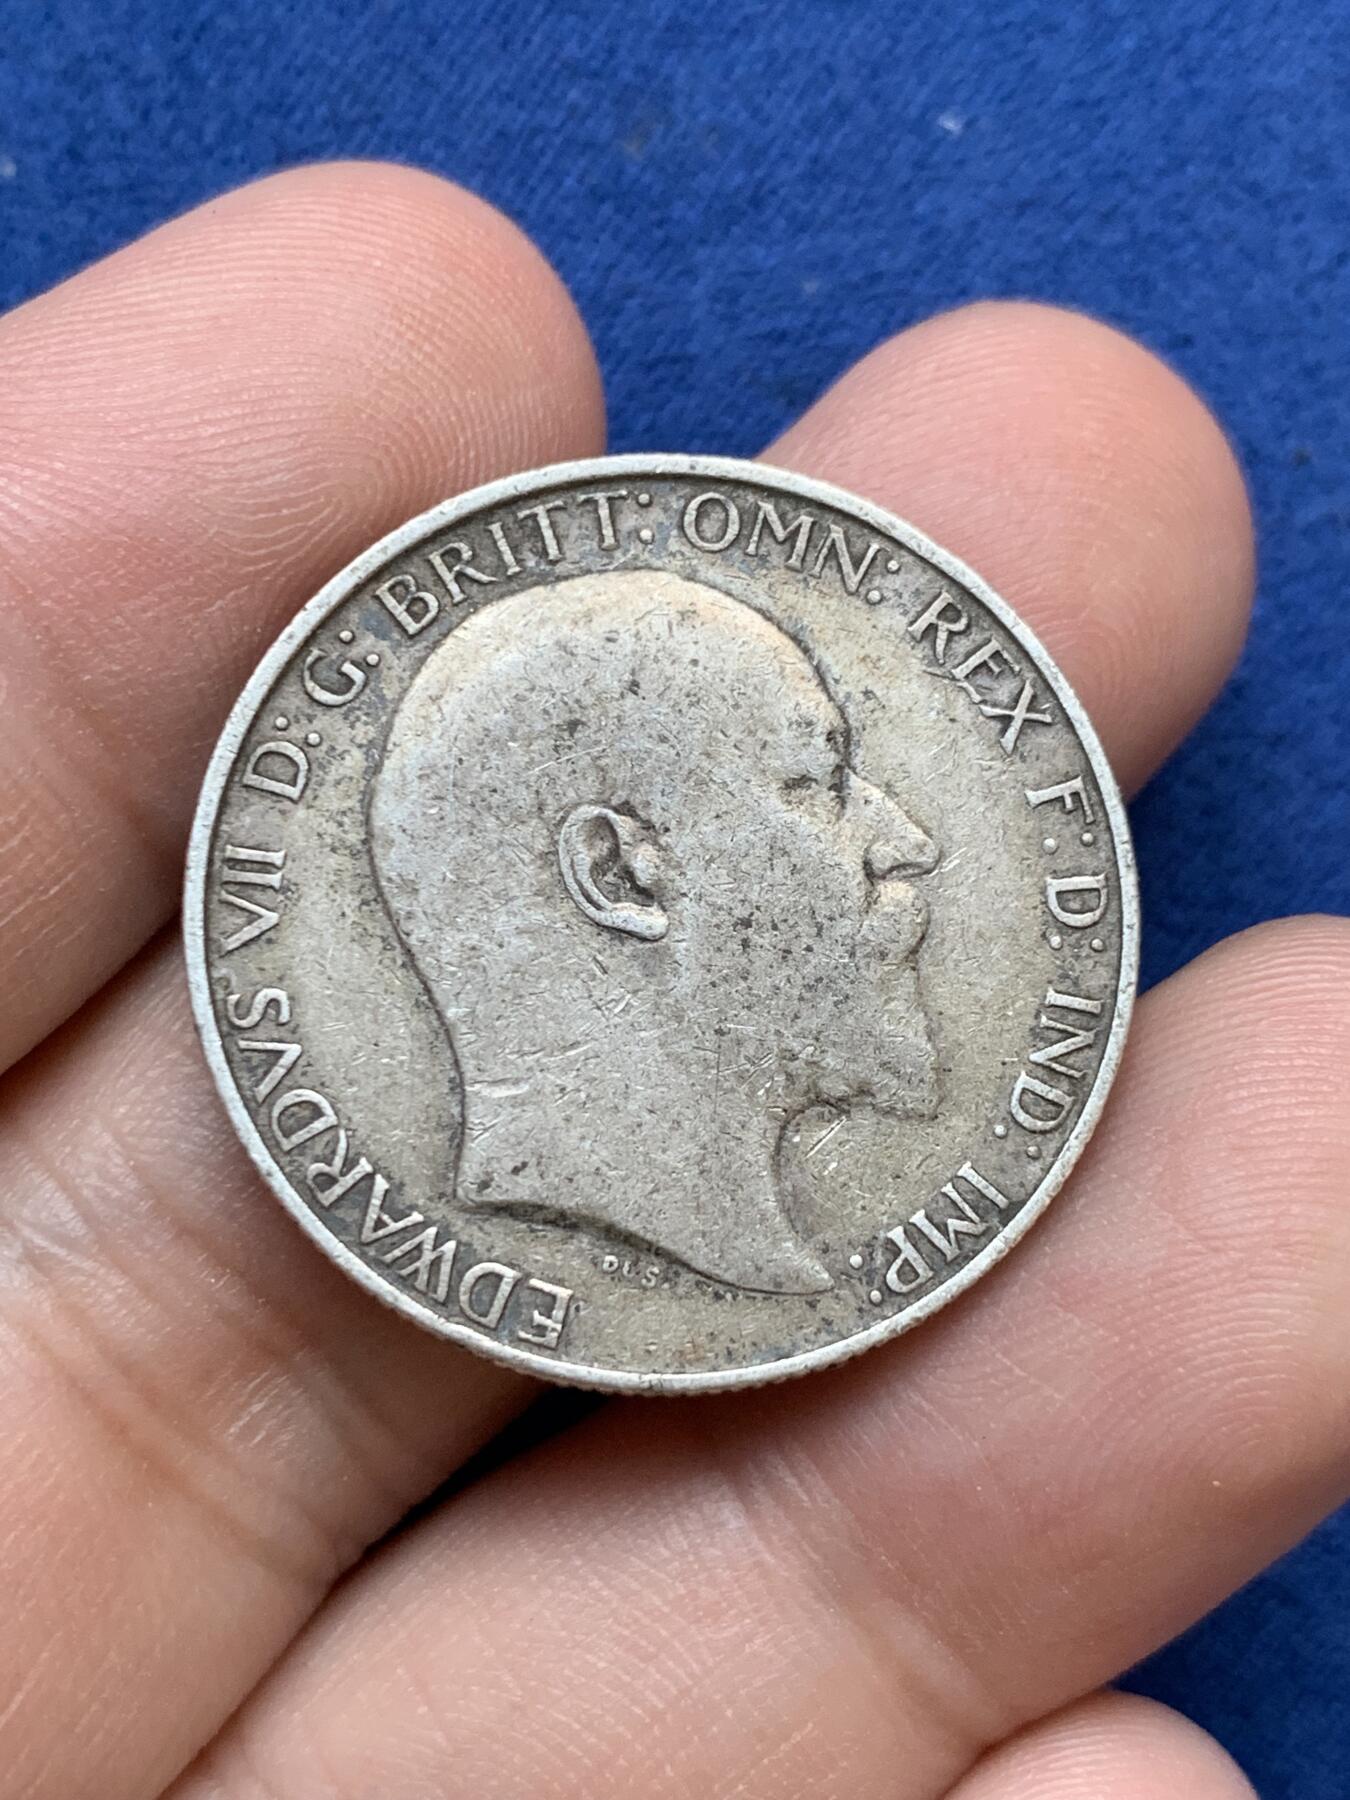 EDWARDVS VII D: G: BRITT: OMN: REX F: D: IND: IMP:
DES